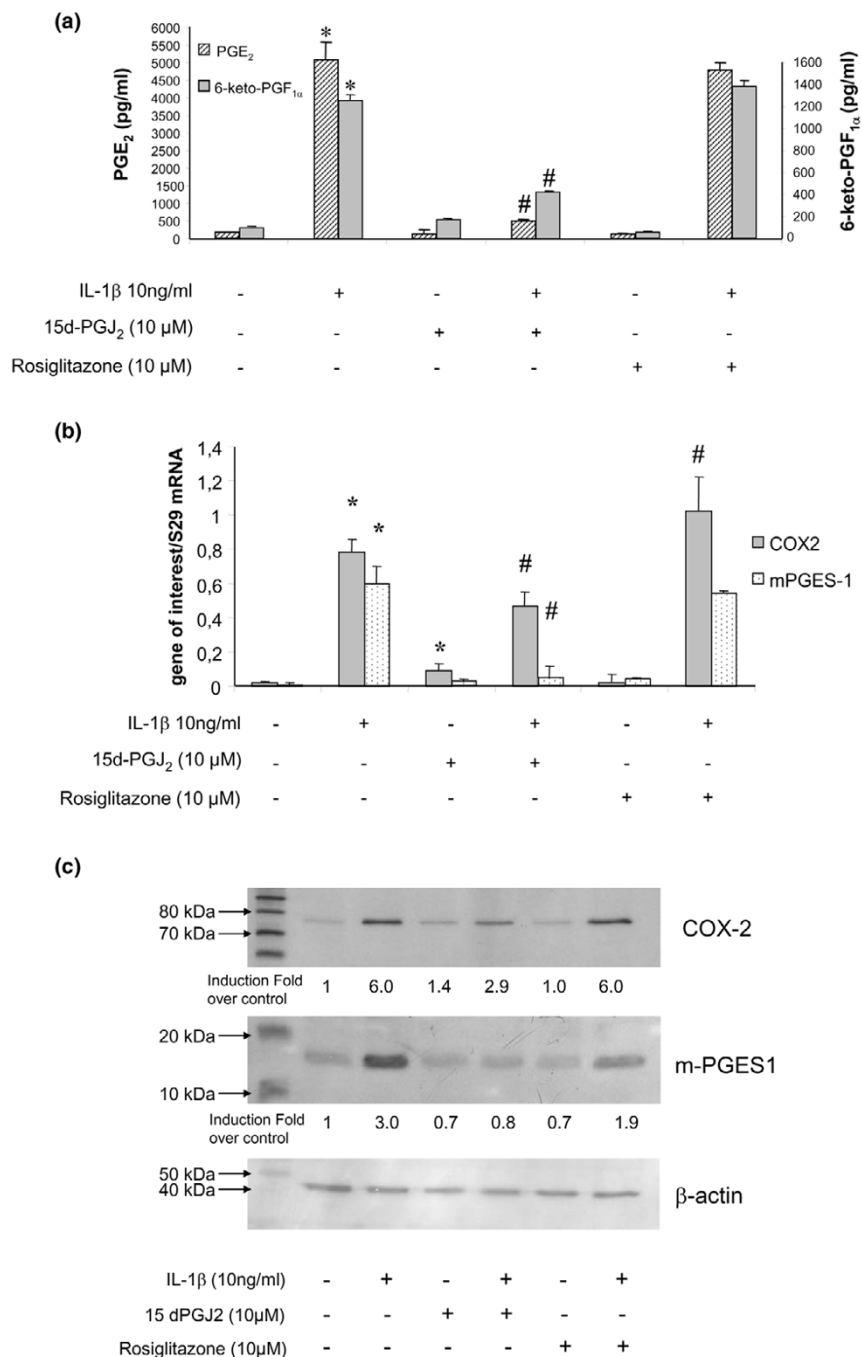 (a)
PGE2 (pg/ml)
6000
5500
5000
4500
4000
3500
3000
2500
2000
1500
1000
500
0
PGE2
6-keto-PGF1α
* *
# #
1600
1400
1200
1000
800
600
400
200
0
6-keto-PGF1α (pg/ml)
IL-1β 10ng/ml - + - + - +
15d-PGJ2 (10 µM) - - + + - -
Rosiglitazone (10 µM) - - - - + +
(b)
gene of interest/S29 mRNA
1,4
1,2
1
0,8
0,6
0,4
0,2
0
* * * # # #
COX2
mPGES-1
IL-1β 10ng/ml - + - + - +
15d-PGJ2 (10 µM) - - + + - -
Rosiglitazone (10 µM) - - - - + +
(c)
80 kDa
70 kDa
COX-2
Induction Fold
over control
1 6.0 1.4 2.9 1.0 6.0
20 kDa
10 kDa
m-PGES1
Induction Fold
over control
1 3.0 0.7 0.8 0.7 1.9
50 kDa
40 kDa
β-actin
IL-1β (10ng/ml) - + - + - +
15 dPGJ2 (10µM) - - + + - -
Rosiglitazone (10µM) - - - - + +